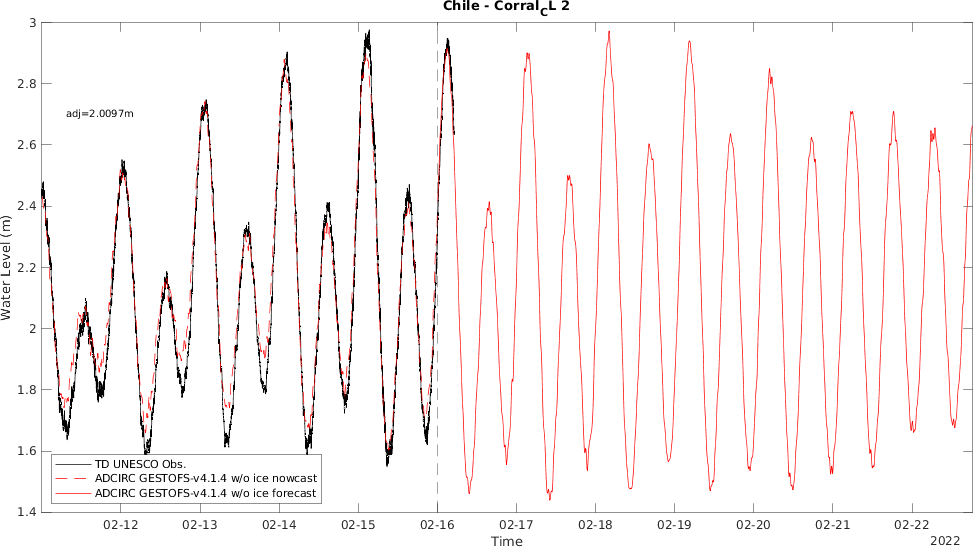 Chile - CorralCL 2
3
2.8
2.6
2.4
2.2
2
1.8
1.6
1.4
Water Level (m)
adj=2.0097m
TD UNESCO Obs.
ADCIRC GESTOFS-v4.1.4 w/o ice nowcast
ADCIRC GESTOFS-v4.1.4 w/o ice forecast
02-12 02-13 02-14 02-15 02-16 02-17 02-18 02-19 02-20 02-21 02-22
Time
2022